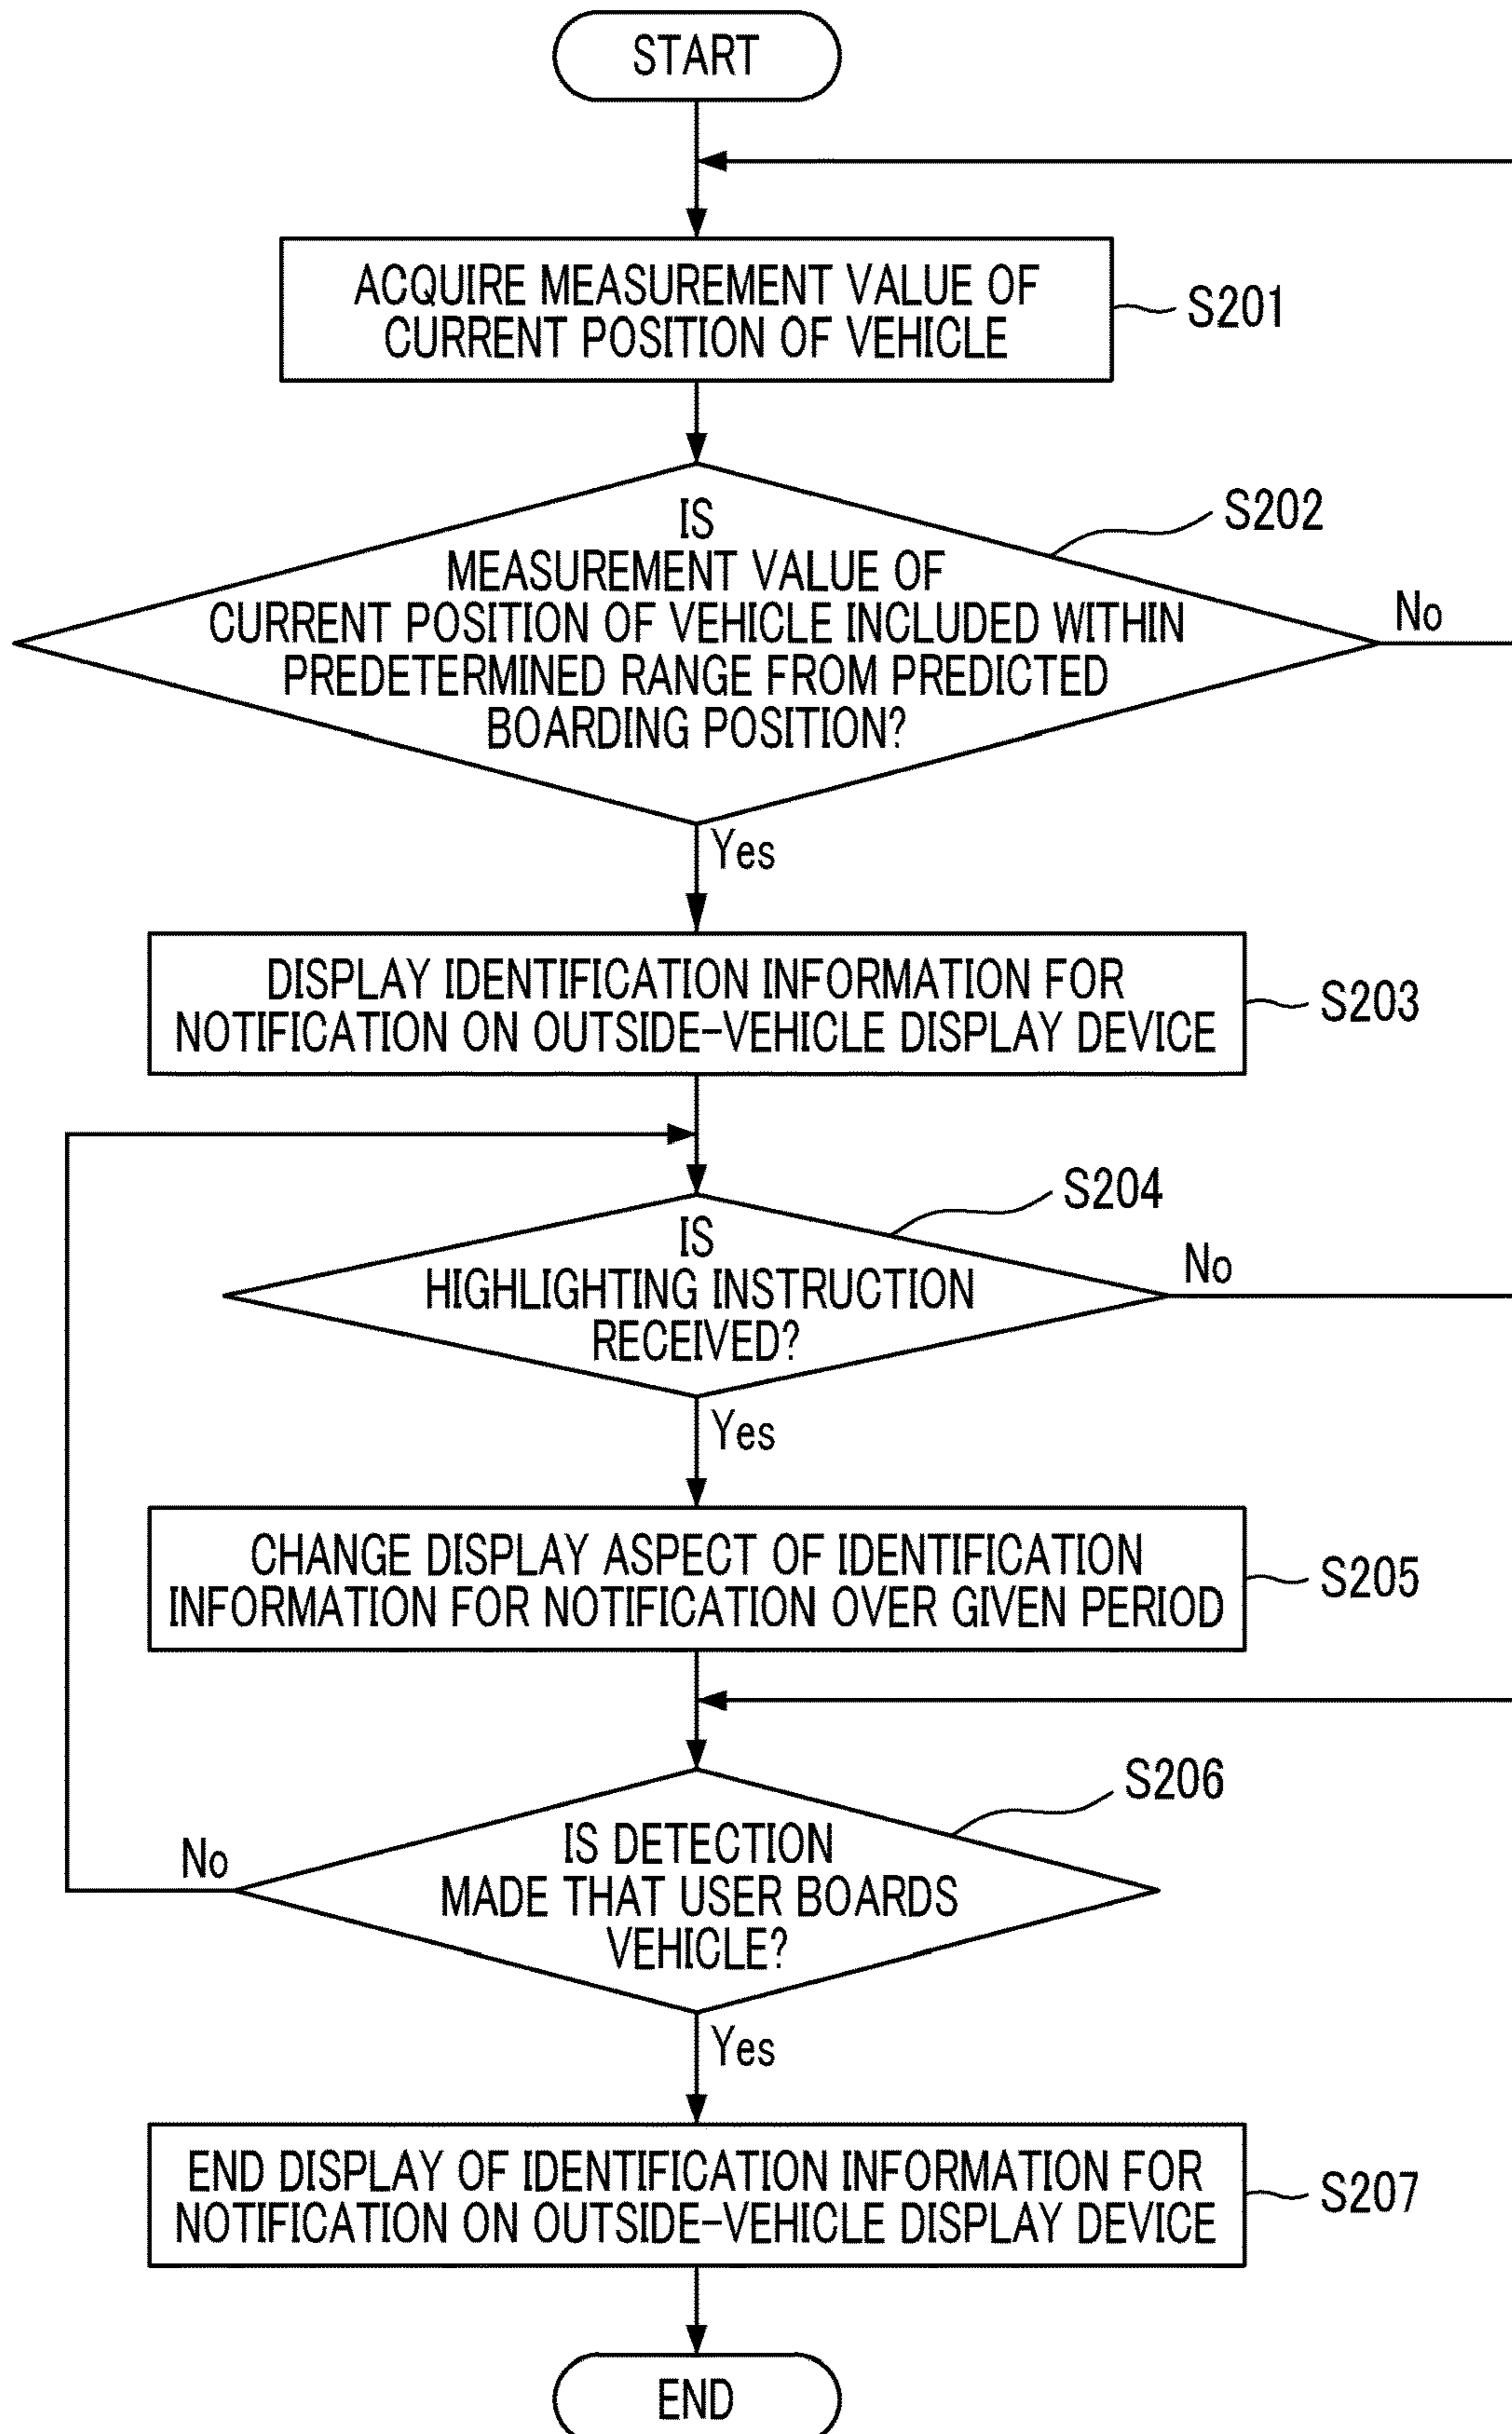 START
ACQUIRE MEASUREMENT VALUE OF
CURRENT POSITION OF VEHICLE
S201
IS
MEASUREMENT VALUE OF
CURRENT POSITION OF VEHICLE INCLUDED WITHIN
PREDETERMINED RANGE FROM PREDICTED
BOARDING POSITION?
S202
No
Yes
DISPLAY IDENTIFICATION INFORMATION FOR
NOTIFICATION ON OUTSIDE-VEHICLE DISPLAY DEVICE
S203
IS
HIGHLIGHTING INSTRUCTION
RECEIVED?
S204
No
Yes
CHANGE DISPLAY ASPECT OF IDENTIFICATION
INFORMATION FOR NOTIFICATION OVER GIVEN PERIOD
S205
IS DETECTION
MADE THAT USER BOARDS
VEHICLE?
S206
No
Yes
END DISPLAY OF IDENTIFICATION INFORMATION FOR
NOTIFICATION ON OUTSIDE-VEHICLE DISPLAY DEVICE
S207
END